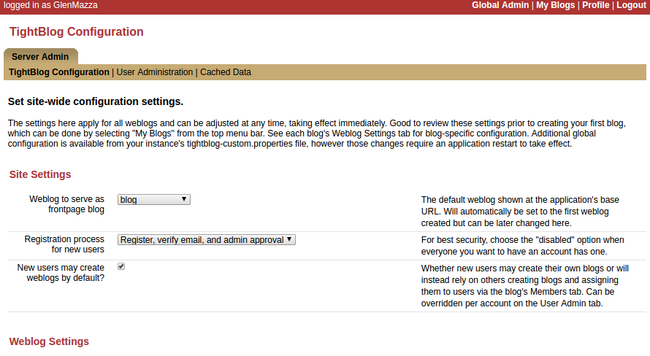 logged in as GlenMazza
Global Admin | My Blogs | Profile | Logout
TightBlog Configuration
Server Admin
TightBlog Configuration | User Administration | Cached Data
Set site-wide configuration settings.
The settings here apply for all weblogs and can be adjusted at any time, taking effect immediately. Good to review these settings prior to creating your first blog,
which can be done by selecting "My Blogs" from the top menu bar. See each blog's Weblog Settings tab for blog-specific configuration. Additional global
configuration is available from your instance's tightblog-custom.properties file, however those changes require an application restart to take effect.
Site Settings
Weblog to serve as
frontpage blog
blog
The default weblog shown at the application's base
URL. Will automatically be set to the first weblog
created but can be later changed here.
Registration process
for new users
Register, verify email, and admin approval
For best security, choose the "disabled" option when
everyone you want to have an account has one.
New users may create
weblogs by default?
Whether new users may create their own blogs or will
instead rely on others creating blogs and assigning
them to users via the blog's Members tab. Can be
overridden per account on the User Admin tab.
Weblog Settings